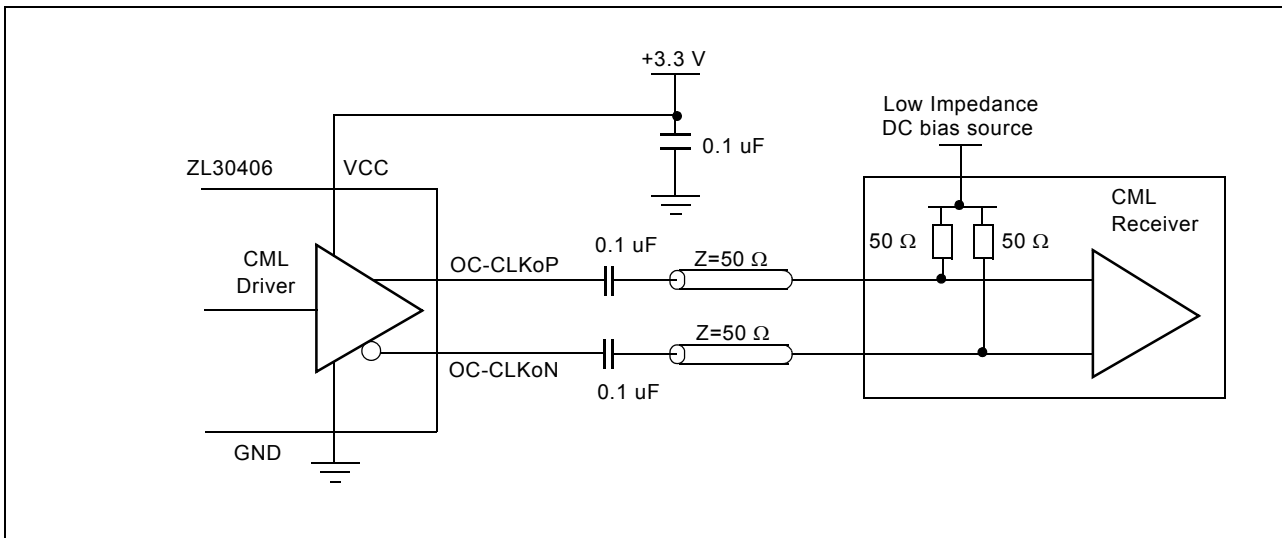 +3.3 V
Low Impedance
DC bias source
0.1 uF
ZL30406
VCC
CML
Receiver
50 Ω
50 Ω
0.1 uF
Z=50 Ω
CML
Driver
OC-CLKoP
Z=50 Ω
OC-CLKoN
0.1 uF
GND